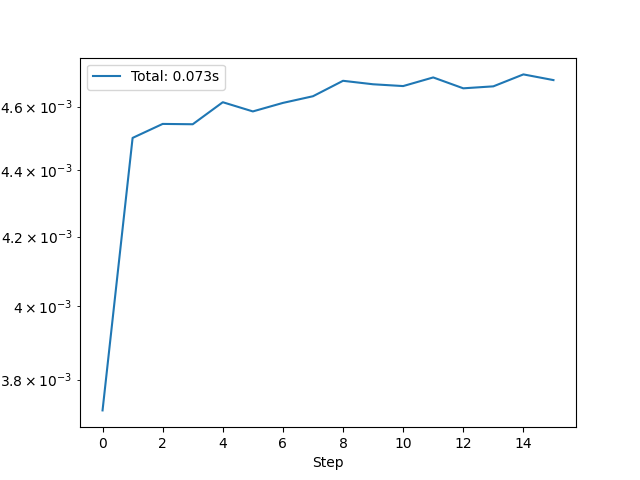 Total: 0.073s
4.6 × 10⁻³
4.4 × 10⁻³
4.2 × 10⁻³
4 × 10⁻³
3.8 × 10⁻³
0 2 4 6 8 10 12 14
Step